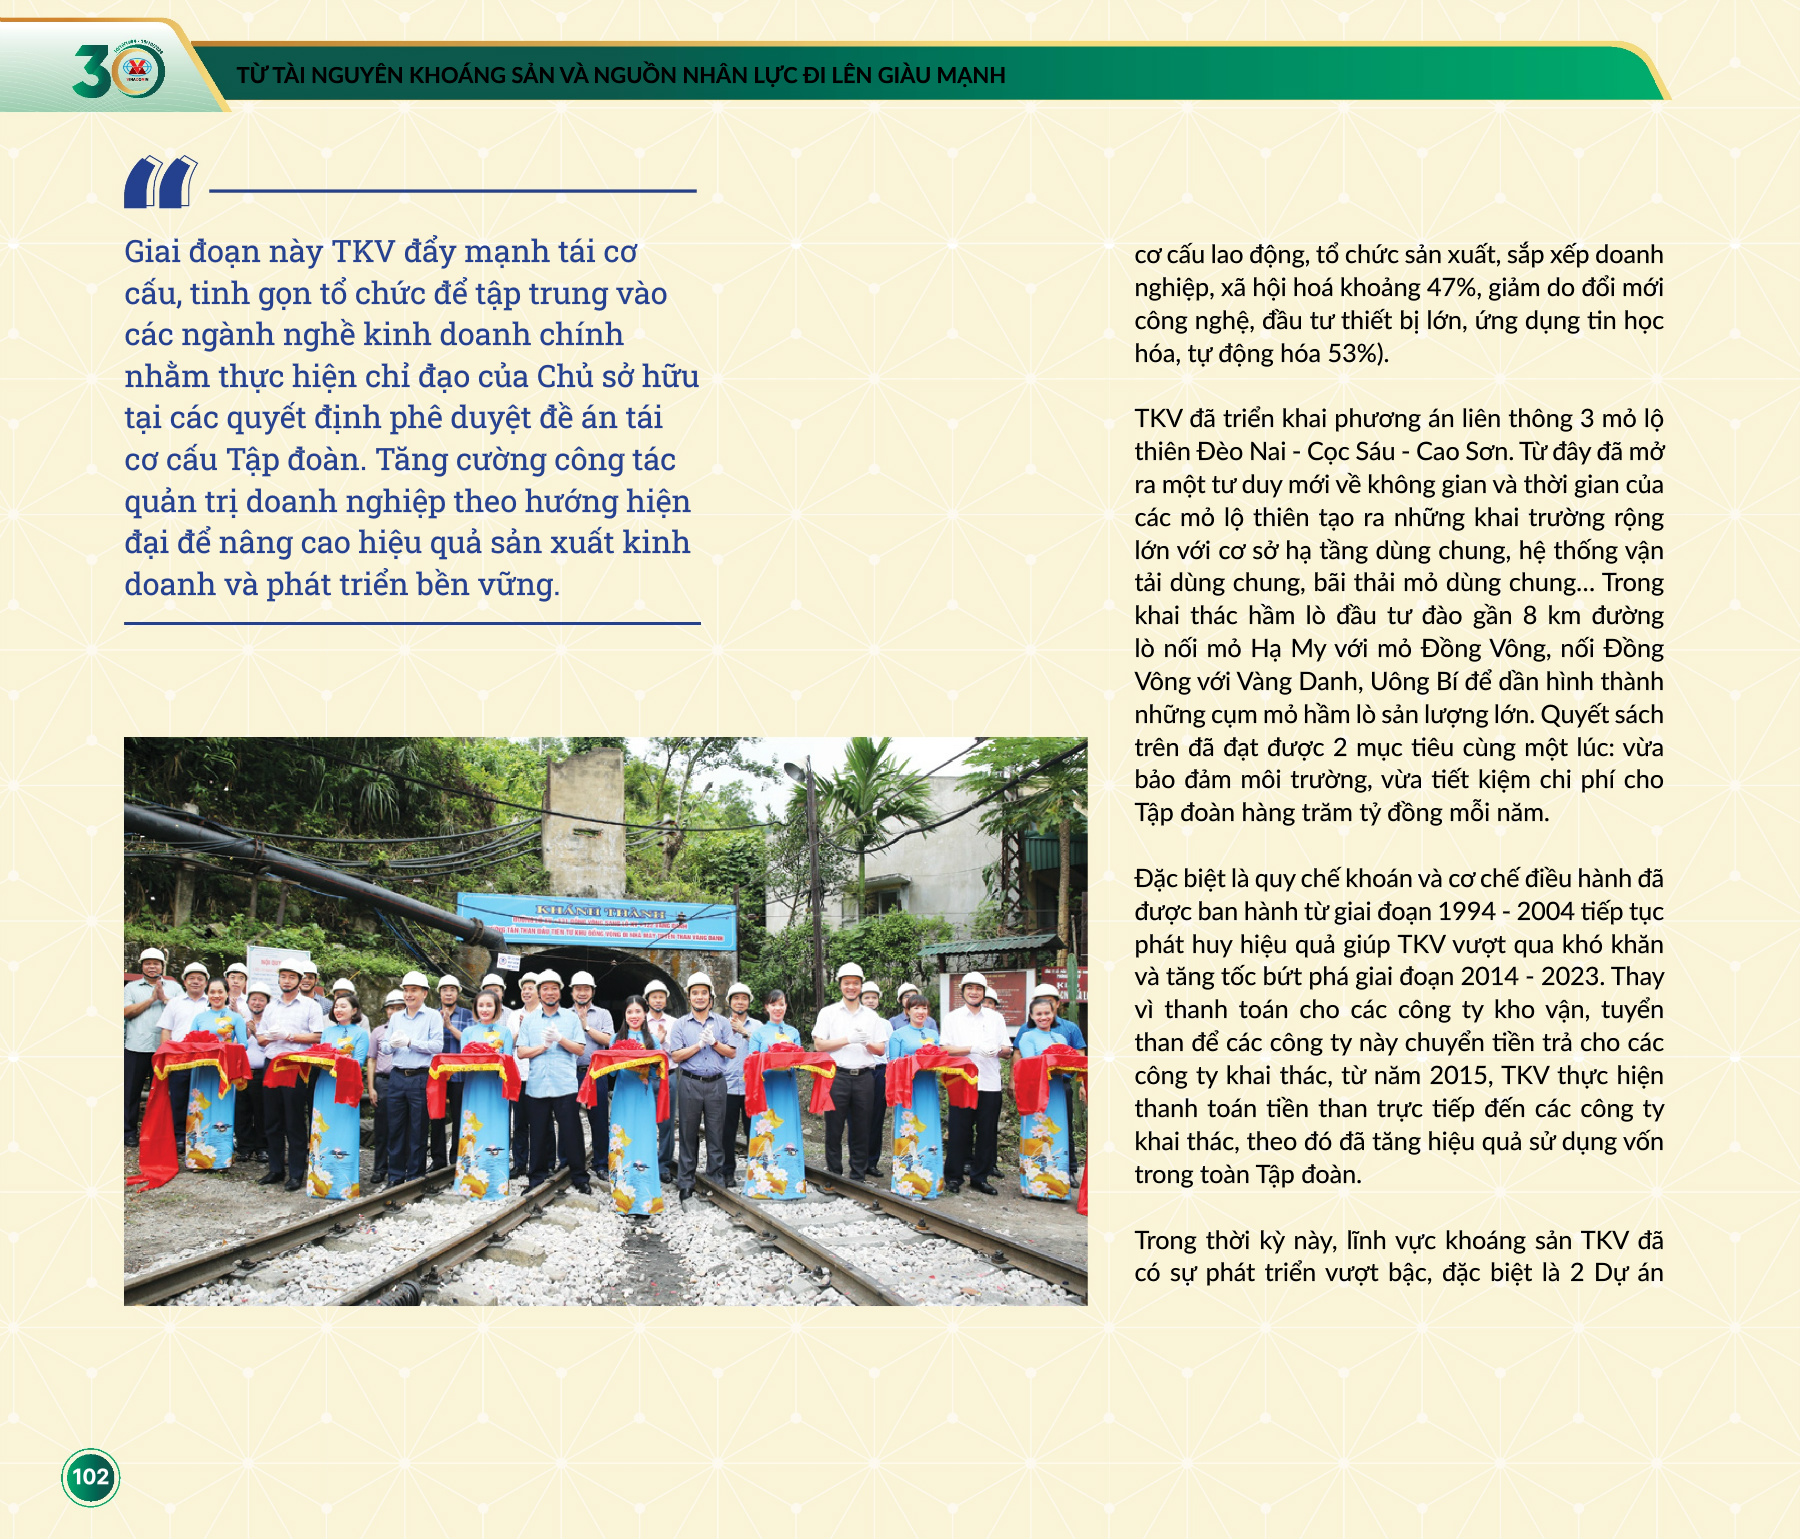 30
TỪ TÀI NGUYÊN KHOÁNG SẢN VÀ NGUỒN NHÂN LỰC ĐI LÊN GIÀU MẠNH
Giai đoạn này TKV đẩy mạnh tái cơ
cấu, tinh gọn tổ chức để tập trung vào
các ngành nghề kinh doanh chính
nhằm thực hiện chỉ đạo của Chủ sở hữu
tại các quyết định phê duyệt đề án tái
cơ cấu Tập đoàn. Tăng cường công tác
quản trị doanh nghiệp theo hướng hiện
đại để nâng cao hiệu quả sản xuất kinh
doanh và phát triển bền vững.
KHÁNH THÀNH
cơ cấu lao động, tổ chức sản xuất, sắp xếp doanh
nghiệp, xã hội hoá khoảng 47%, giảm do đổi mới
công nghệ, đầu tư thiết bị lớn, ứng dụng tin học
hóa, tự động hóa 53%).
TKV đã triển khai phương án liên thông 3 mỏ lộ
thiên Đèo Nai - Cọc Sáu - Cao Sơn. Từ đây đã mở
ra một tư duy mới về không gian và thời gian của
các mỏ lộ thiên tạo ra những khai trường rộng
lớn với cơ sở hạ tầng dùng chung, hệ thống vận
tải dùng chung, bãi thải mỏ dùng chung... Trong
khai thác hầm lò đầu tư đào gần 8 km đường
lò nối mỏ Hạ My với mỏ Đồng Vông, nối Đồng
Vông với Vàng Danh, Uông Bí để dần hình thành
những cụm mỏ hầm lò sản lượng lớn. Quyết sách
trên đã đạt được 2 mục tiêu cùng một lúc: vừa
bảo đảm môi trường, vừa tiết kiệm chi phí cho
Tập đoàn hàng trăm tỷ đồng mỗi năm.
Đặc biệt là quy chế khoán và cơ chế điều hành đã
được ban hành từ giai đoạn 1994 - 2004 tiếp tục
phát huy hiệu quả giúp TKV vượt qua khó khăn
và tăng tốc bứt phá giai đoạn 2014 - 2023. Thay
vì thanh toán cho các công ty kho vận, tuyển
than để các công ty này chuyển tiền trả cho các
công ty khai thác, từ năm 2015, TKV thực hiện
thanh toán tiền than trực tiếp đến các công ty
khai thác, theo đó đã tăng hiệu quả sử dụng vốn
trong toàn Tập đoàn.
Trong thời kỳ này, lĩnh vực khoáng sản TKV đã
có sự phát triển vượt bậc, đặc biệt là 2 Dự án
102